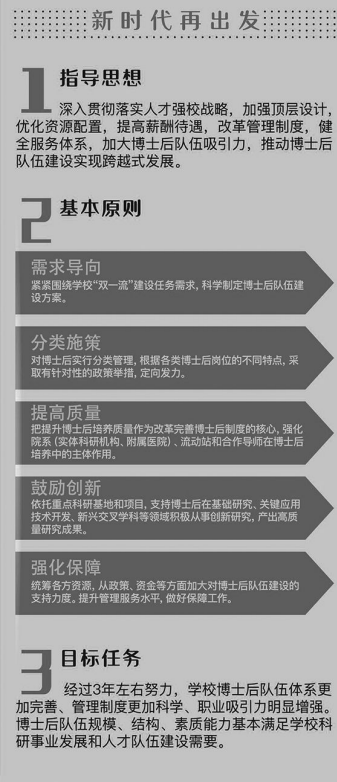 新时代再出发
1 指导思想
深入贯彻落实人才强校战略，加强顶层设计，
优化资源配置，提高薪酬待遇，改革管理制度，健
全服务体系，加大博士后队伍吸引力，推动博士后
队伍建设实现跨越式发展。
2 基本原则
需求导向
紧紧围绕学校“双一流”建设任务需求，科学制定博士后队伍建
设方案。
分类施策
对博士后实行分类管理，根据各类博士后岗位的不同特点，采
取有针对性的政策举措，定向发力。
提高质量
把提升博士后培养质量作为改革完善博士后制度的核心，强化
院系（实体科研机构、附属医院）、流动站和合作导师在博士后
培养中的主体作用。
鼓励创新
依托重点科研基地和项目，支持博士后在基础研究、关键应用
技术开发、新兴交叉学科等领域积极从事创新研究，产出高质
量研究成果。
强化保障
统筹各方资源，从政策、资金等方面加大对博士后队伍建设的
支持力度。提升管理服务水平，做好保障工作。
3 目标任务
经过3年左右努力，学校博士后队伍体系更
加完善、管理制度更加科学、职业吸引力明显增强。
博士后队伍规模、结构、素质能力基本满足学校科
研事业发展和人才队伍建设需要。